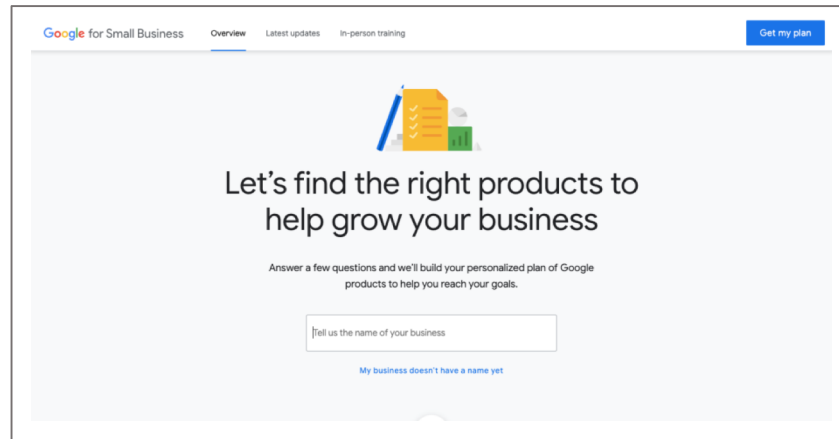 Google for Small Business Overview Latest updates In-person training Get my plan
Let's find the right products to
help grow your business
Answer a few questions and we'll build your personalized plan of Google
products to help you reach your goals.
Tell us the name of your business
My business doesn't have a name yet